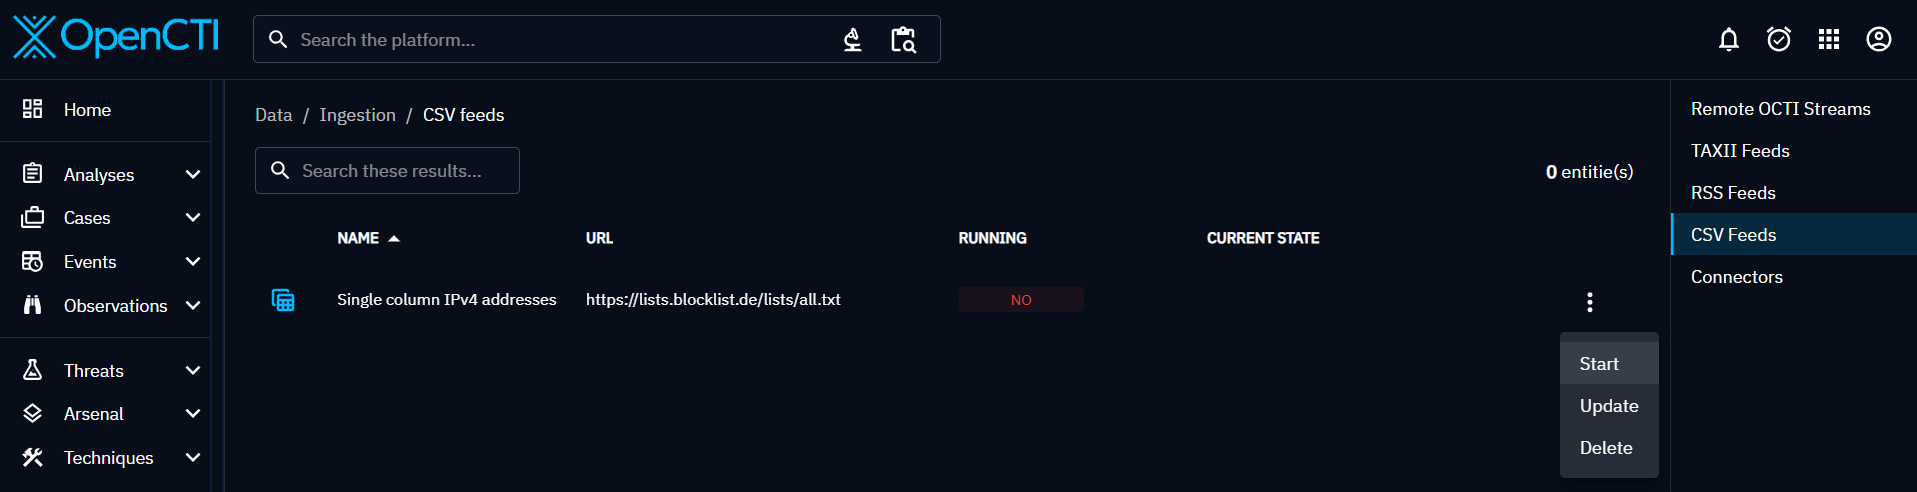 OpenCTI
Search the platform...
Home
Analyses
Cases
Events
Observations
Threats
Arsenal
Techniques
Data / Ingestion / CSV feeds
Search these results...
0 entitie(s)
NAME URL RUNNING CURRENT STATE
Single column IPv4 addresses https://lists.blocklist.de/lists/all.txt NO
Start
Update
Delete
Remote OCTI Streams
TAXII Feeds
RSS Feeds
CSV Feeds
Connectors